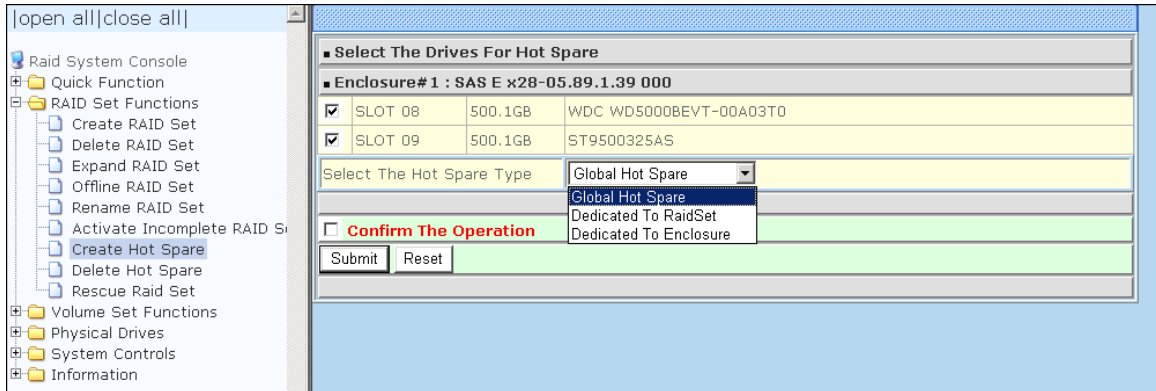 |open all|close all|
Raid System Console
Quick Function
RAID Set Functions
Create RAID Set
Delete RAID Set
Expand RAID Set
Offline RAID Set
Rename RAID Set
Activate Incomplete RAID S
Create Hot Spare
Delete Hot Spare
Rescue Raid Set
Volume Set Functions
Physical Drives
System Controls
Information
Select The Drives For Hot Spare
Enclosure#1 : SAS E x28-05.89.1.39 000
SLOT 08 500.1GB WDC WD5000BEVT-00A03T0
SLOT 09 500.1GB ST9500325AS
Select The Hot Spare Type Global Hot Spare
Global Hot Spare
Dedicated To RaidSet
Dedicated To Enclosure
Confirm The Operation
Submit Reset